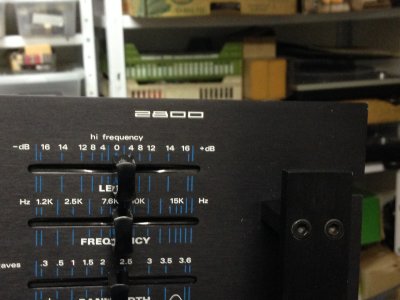 2800
hi frequency
-dB 16 14 12 8 4 0 4 8 12 14 16 +dB
Hz 1.2K 2.5K 7.6K 15K Hz
FREQUENCY
.3 .5 1 1.5 2 2.5 3 3.5 3.6